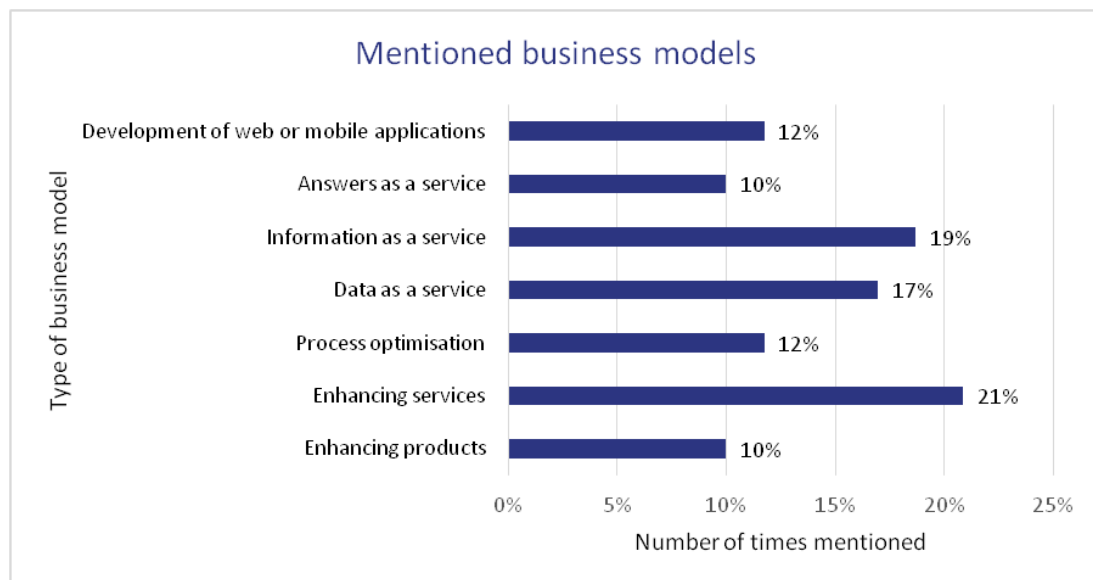 Mentioned business models
Type of business model
Development of web or mobile applications 12%
Answers as a service 10%
Information as a service 19%
Data as a service 17%
Process optimisation 12%
Enhancing services 21%
Enhancing products 10%
0% 5% 10% 15% 20% 25%
Number of times mentioned